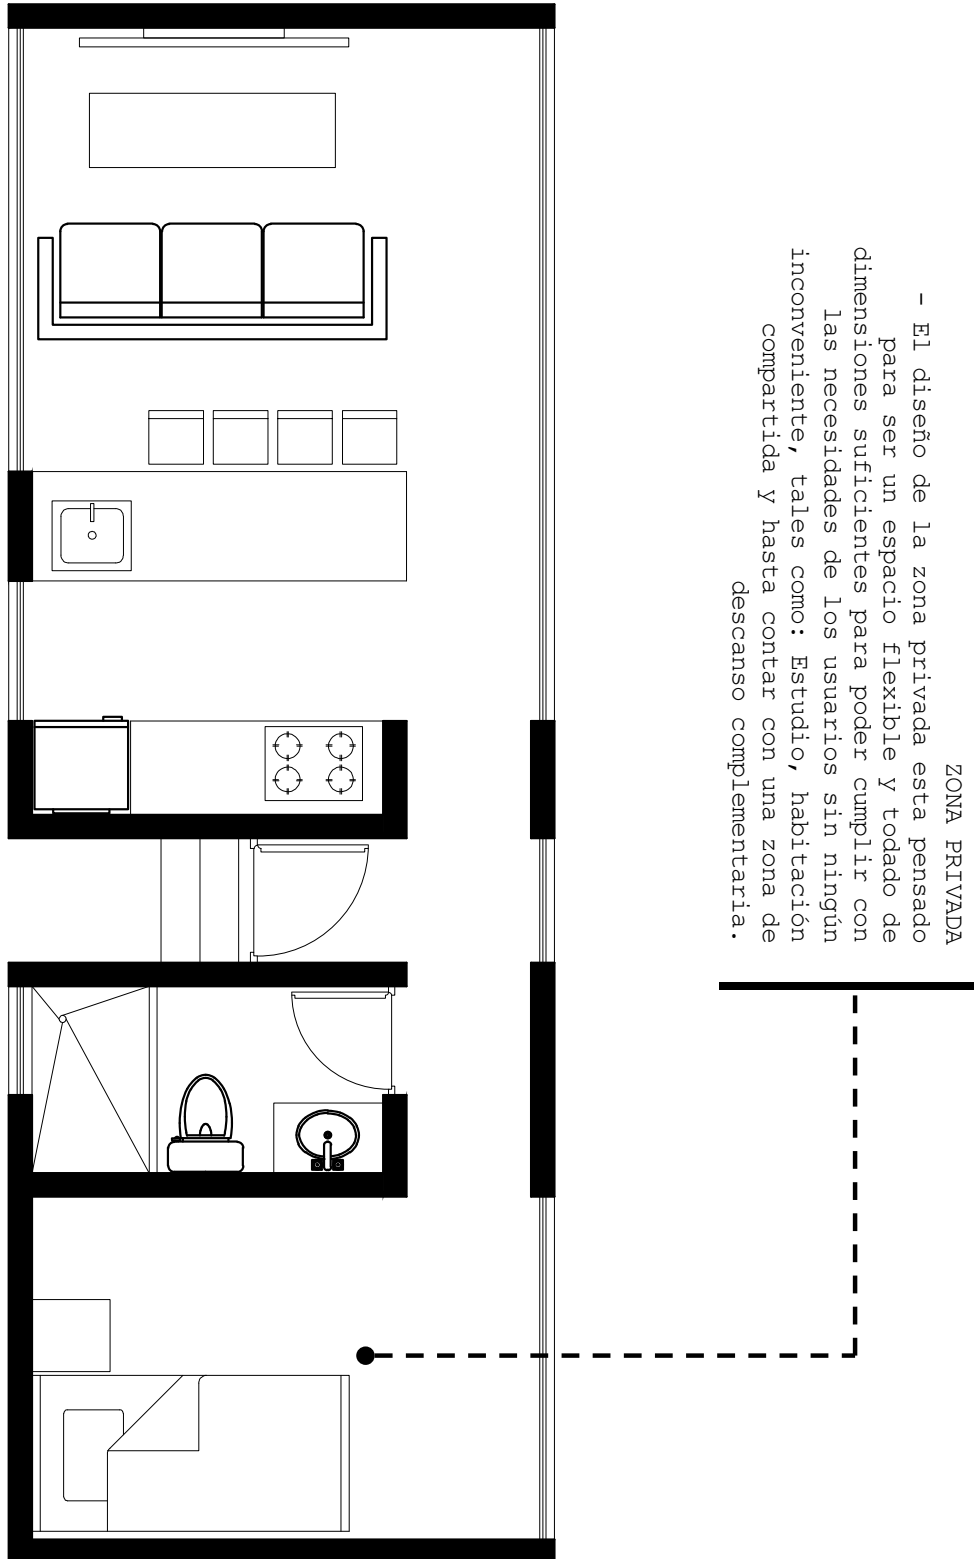 ZONA PRIVADA
- El diseño de la zona privada esta pensado
para ser un espacio flexible y todado de
dimensiones suficientes para poder cumplir con
las necesidades de los usuarios sin ningún
inconveniente, tales como: Estudio, habitación
compartida y hasta contar con una zona de
descanso complementaria.